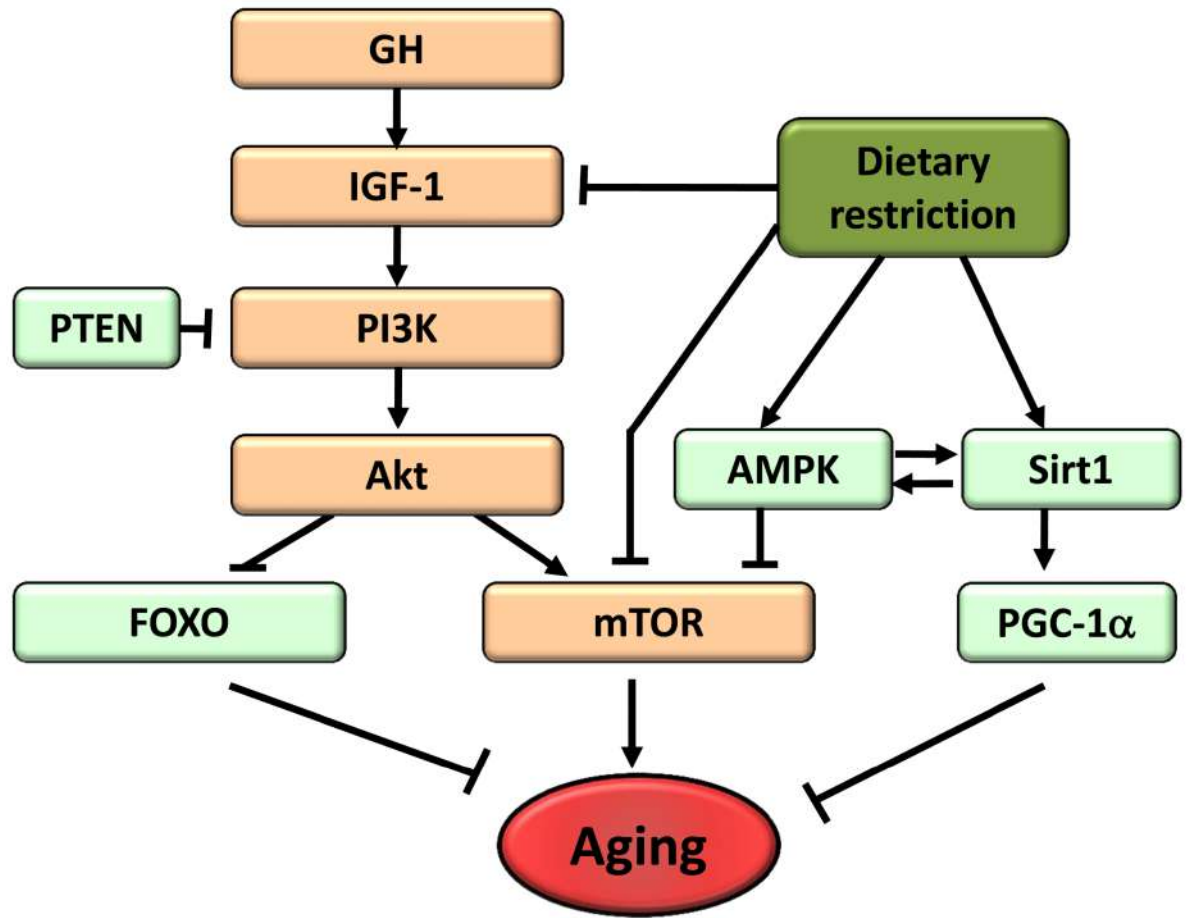 GH
IGF-1
Dietary
restriction
PTEN
PI3K
Akt
AMPK
Sirt1
FOXO
mTOR
PGC-1α
Aging